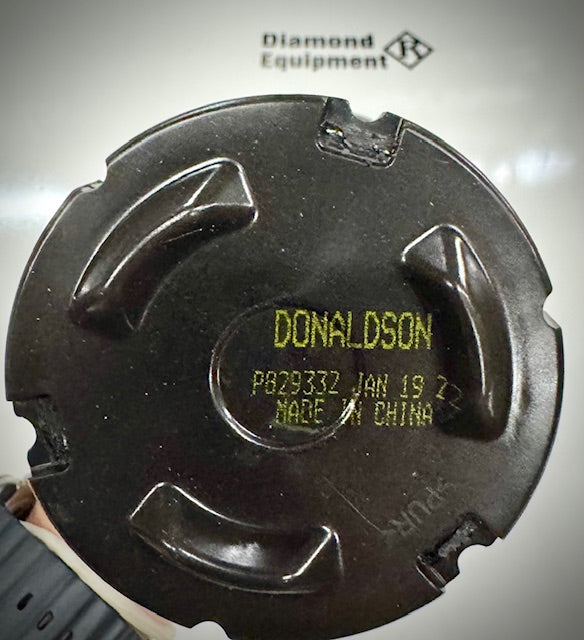 Diamond
Equipment
DONALDSON
P829332 JAN 19 22
MADE IN CHINA